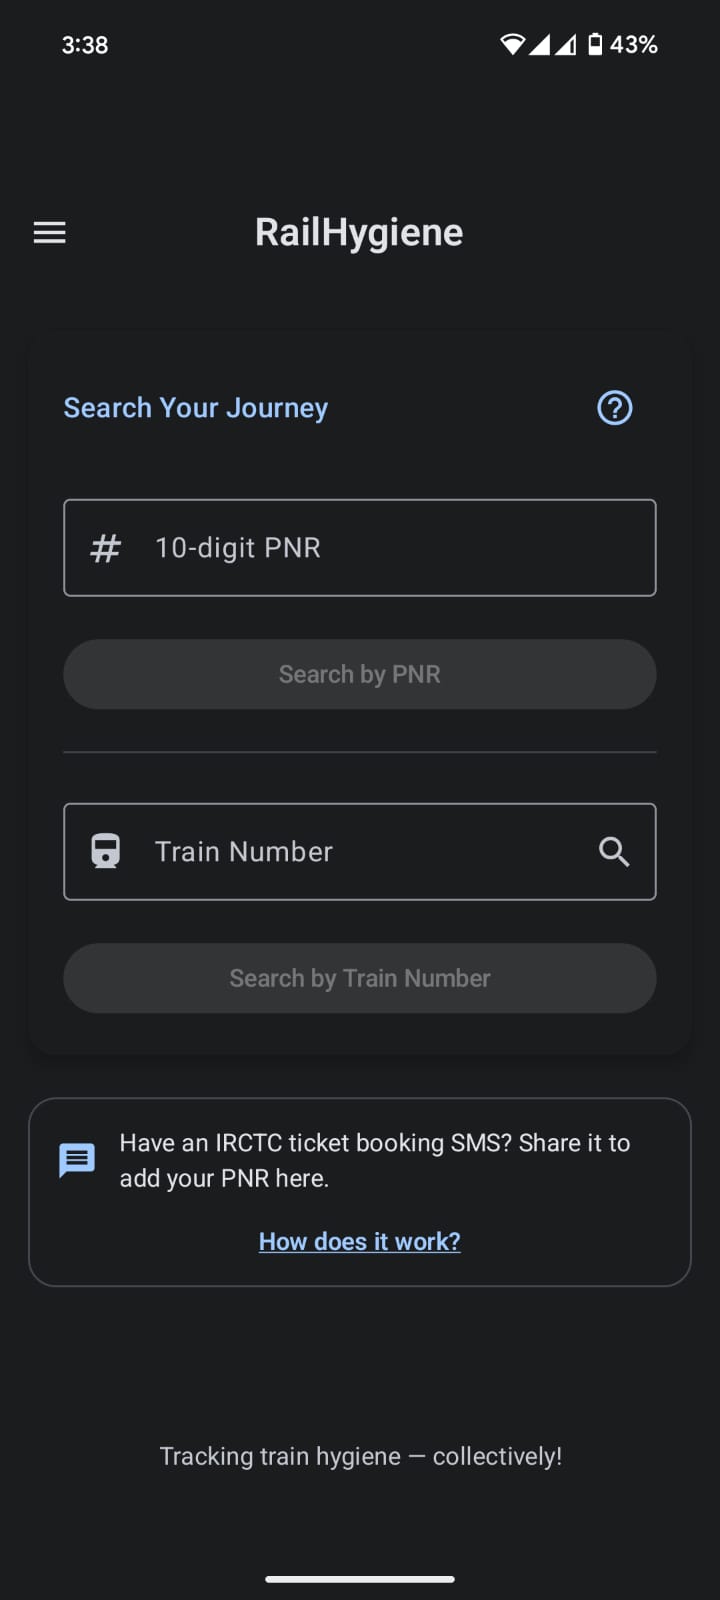 3:38
43%
RailHygiene
Search Your Journey
10-digit PNR
Search by PNR
Train Number
Search by Train Number
Have an IRCTC ticket booking SMS? Share it to
add your PNR here.
How does it work?
Tracking train hygiene — collectively!